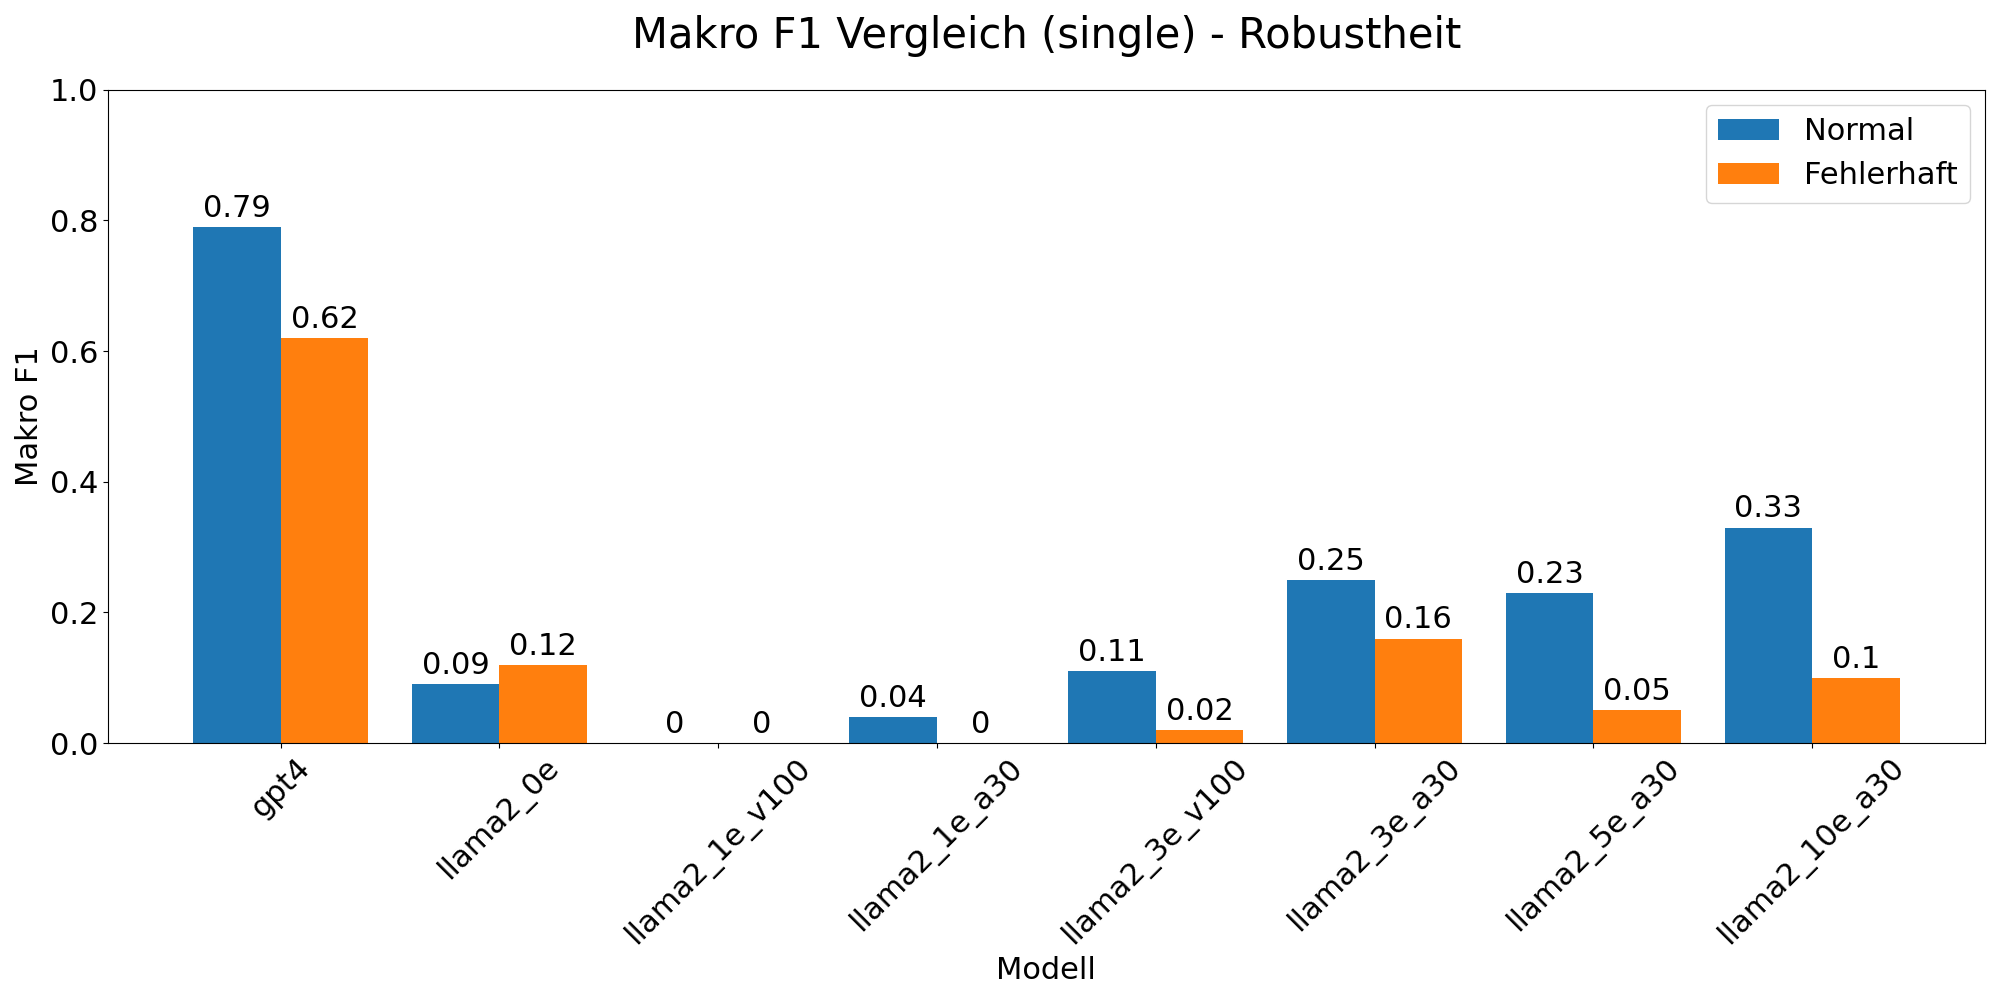 Makro F1 Vergleich (single) - Robustheit
Makro F1
1.0
0.8
0.6
0.4
0.2
0.0
Normal
Fehlerhaft
0.79
0.62
0.09
0.12
0
0
0.04
0
0.11
0.02
0.25
0.16
0.23
0.05
0.33
0.1
gpt4
llama2_0e
llama2_1e_v100
llama2_1e_a30
llama2_3e_v100
llama2_3e_a30
llama2_5e_a30
llama2_10e_a30
Modell